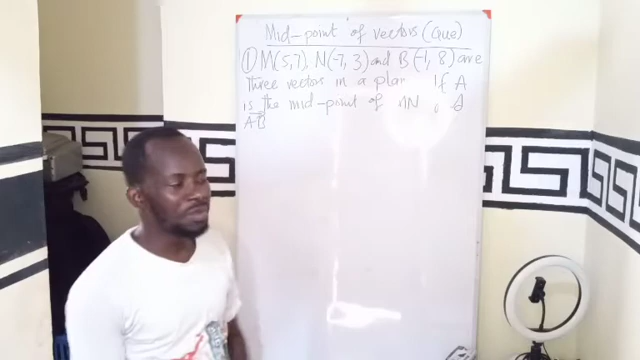 Mid-point of vectors (Que)
① M(5,7), N(-7, 3) and B(-1, 8) are
three vectors in a plan If A
is the mid-point of MN
AB